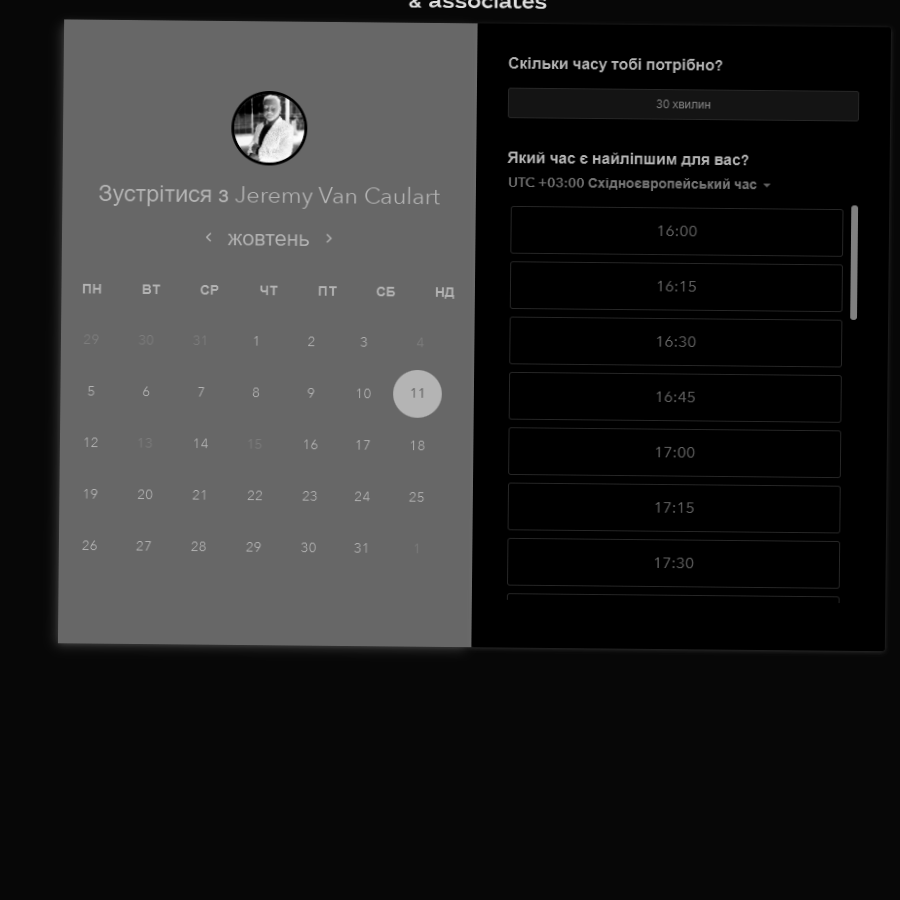 & associates
Зустрітися з Jeremy Van Caulart
жовтень
ПН ВТ СР ЧТ ПТ СБ НД
29 30 31 1 2 3 4
5 6 7 8 9 10 11
12 13 14 15 16 17 18
19 20 21 22 23 24 25
26 27 28 29 30 31 1
Скільки часу тобі потрібно?
30 хвилин
Який час є найліпшим для вас?
UTC +03:00 Східноєвропейський час
16:00
16:15
16:30
16:45
17:00
17:15
17:30